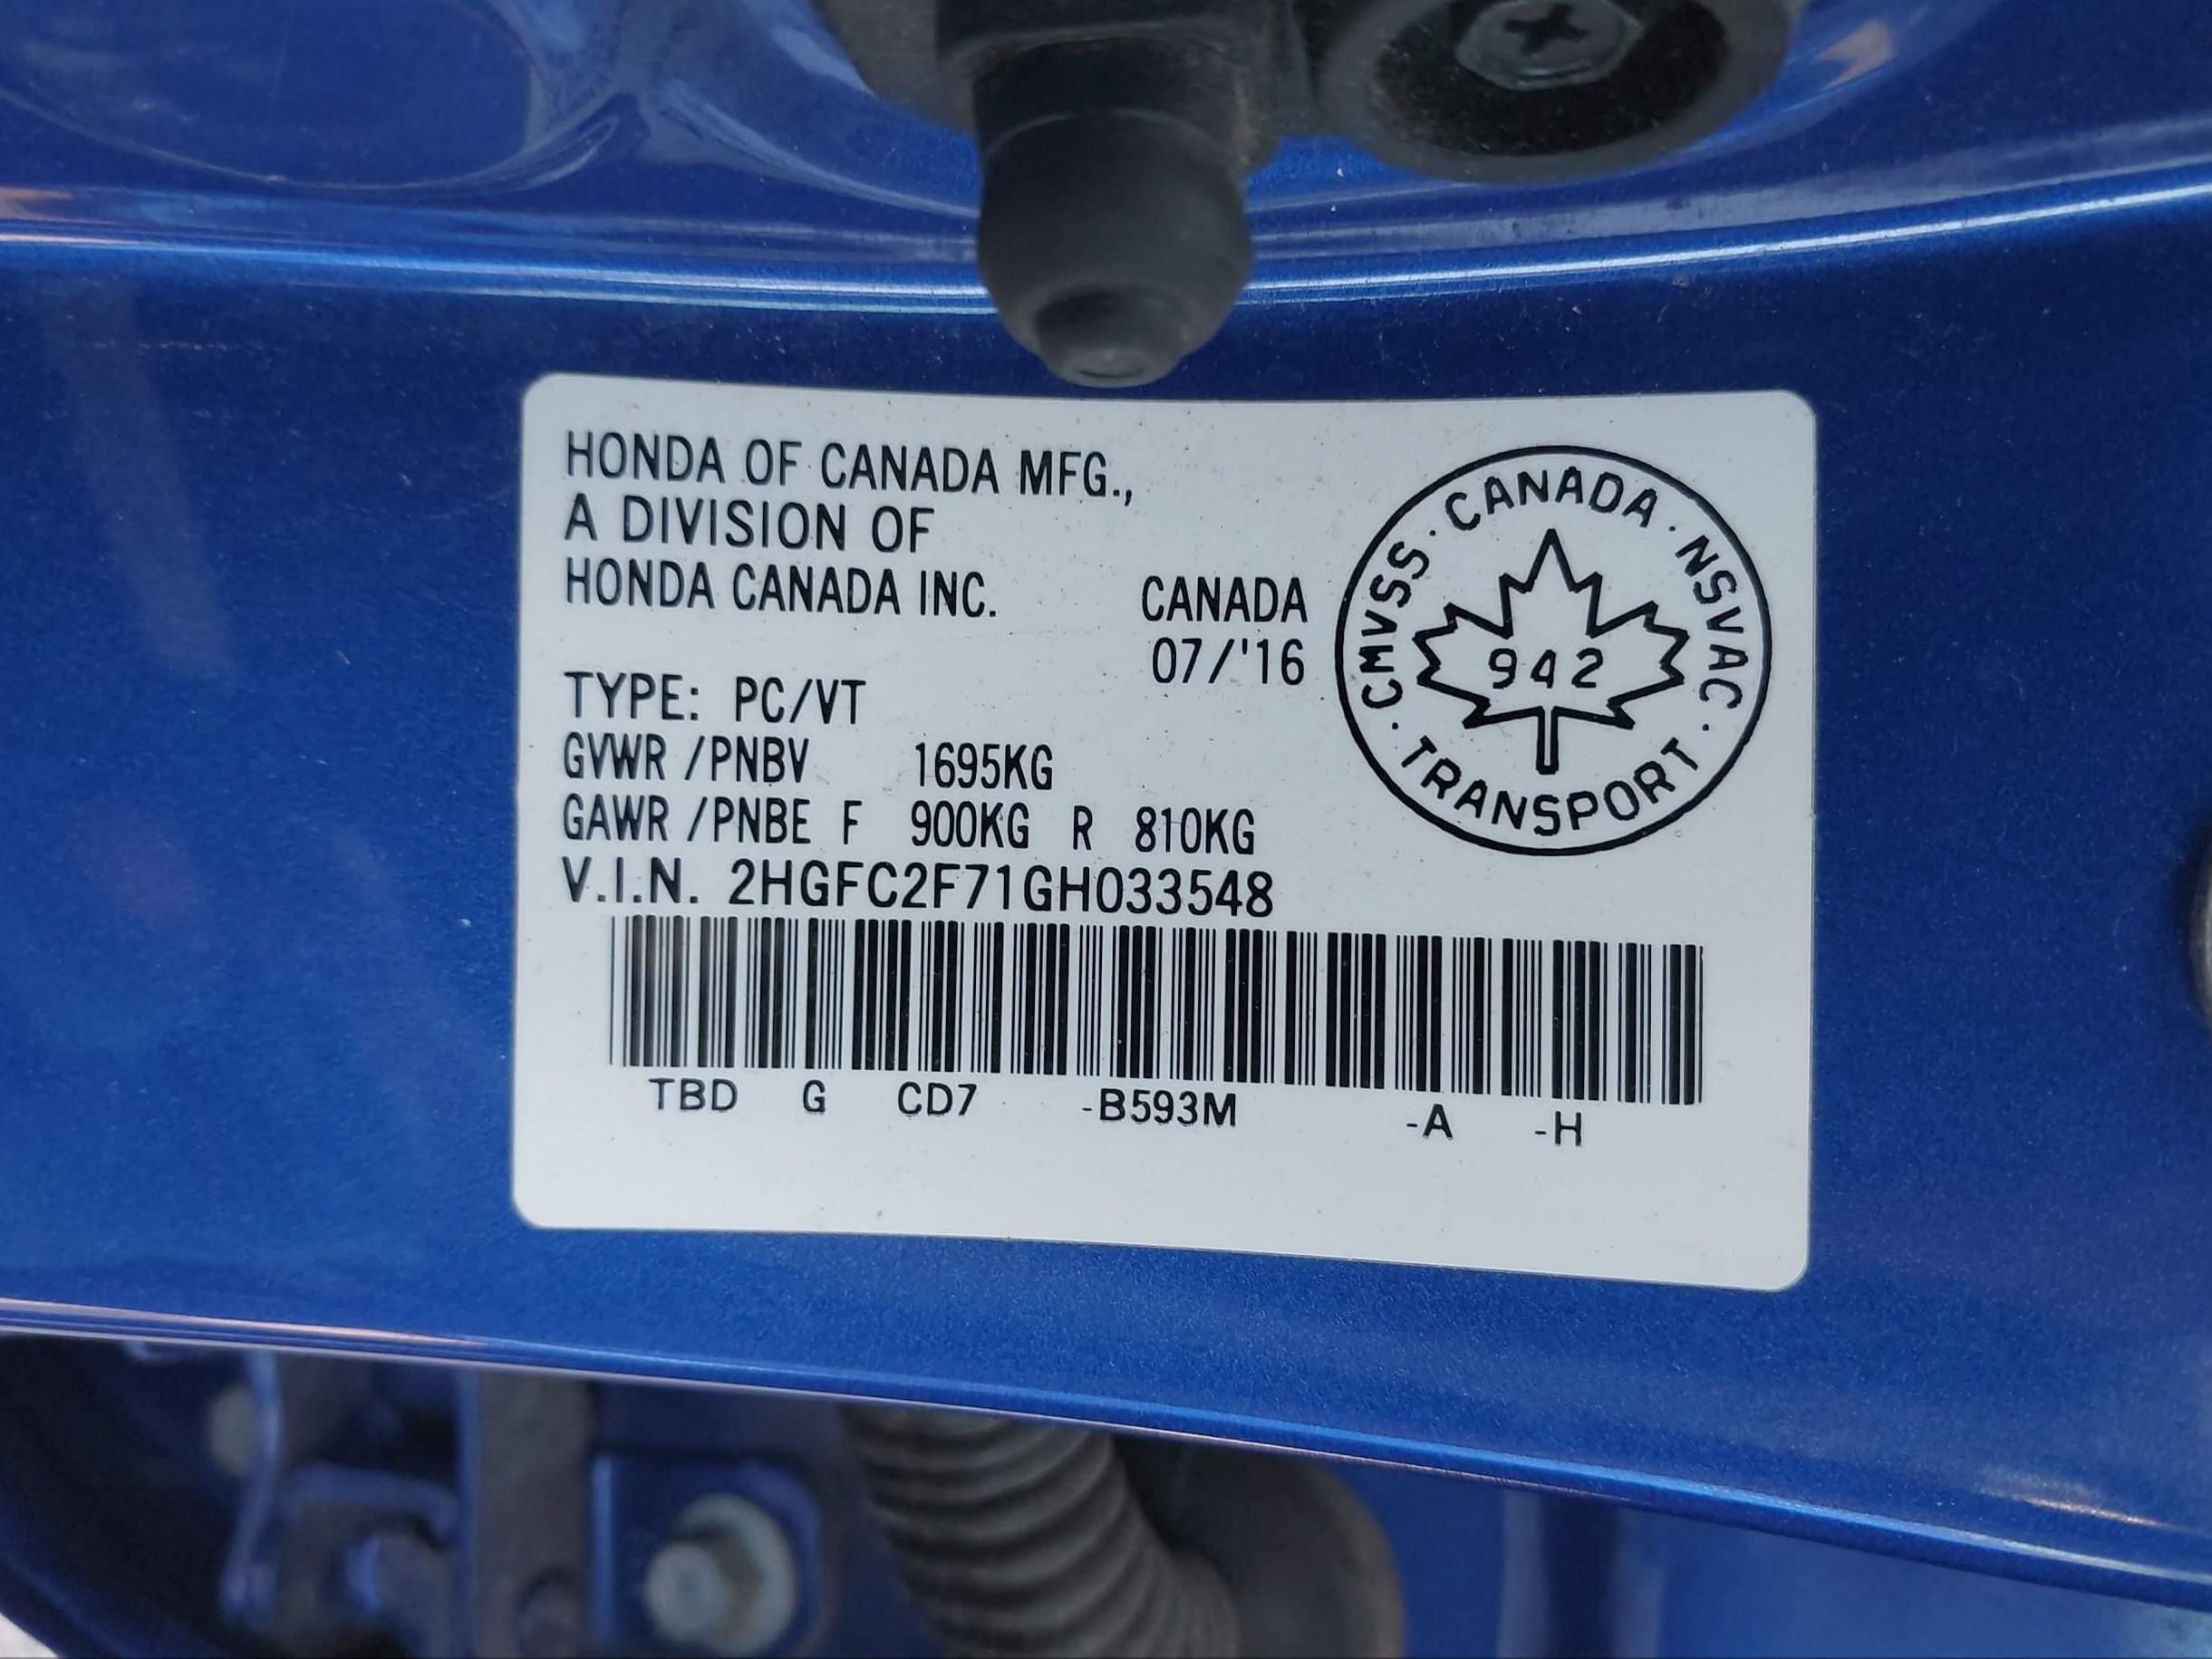 HONDA OF CANADA MFG.,
A DIVISION OF
HONDA CANADA INC.
CANADA
07/'16
TYPE: PC/VT
GVWR /PNBV 1695KG
GAWR /PNBE F 900KG R 810KG
V.I.N. 2HGFC2F71GH033548
TBD G CD7 -B593M -A -H
CMVSS · CANADA · NSVAC · TRANSPORT ·
942